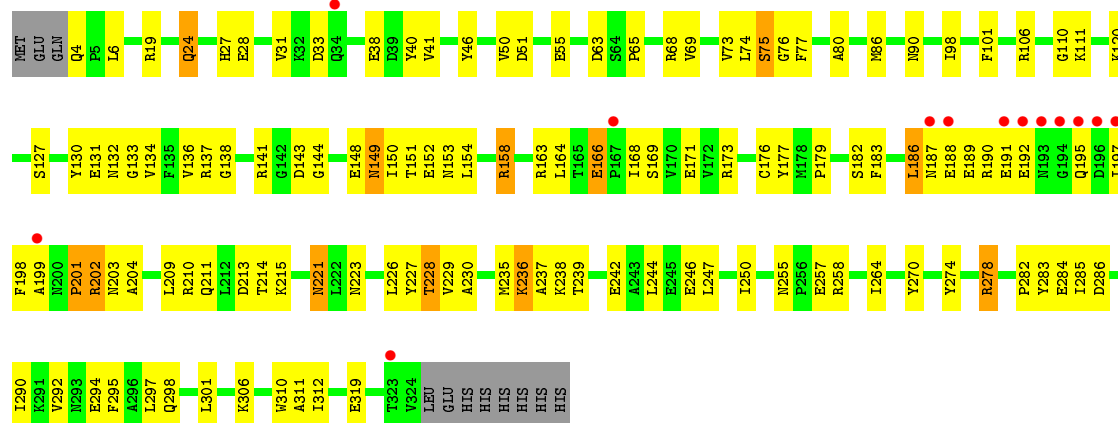 MET GLU GLN Q4 P5 L6 R19 Q24 H27 E28 V31 K32 D33 Q34 E38 D39 Y40 V41 Y46 V50 D51 E55 D63 S64 P65 R68 V69 V73 L74 S75 G76 F77 A80 M86 N90 I98 F101 R106 G110 K111 K120
S127 Y130 E131 N132 G133 V134 F135 V136 R137 G138 R141 G142 D143 G144 E148 N149 I150 T151 E152 N153 L154 R158 R163 L164 T165 E166 P167 I168 S169 V170 E171 V172 R173 C176 Y177 M178 P179 S182 F183 L186 N187 E188 E189 R190 E191 E192 N193 G194 Q195 D196 I197
F198 A199 N200 P201 R202 N203 A204 L209 R210 Q211 L212 D213 T214 K215 N221 L222 N223 L226 Y227 T228 V229 A230 M235 K236 A237 K238 T239 E242 A243 L244 E245 E246 L247 I250 N255 P256 E257 R258 I264 Y270 Y274 R278 P282 Y283 E284 I285 D286
I290 K291 V292 N293 E294 F295 A296 L297 Q298 L301 K306 W310 A311 I312 E319 T323 V324 LEU GLU HIS HIS HIS HIS HIS HIS